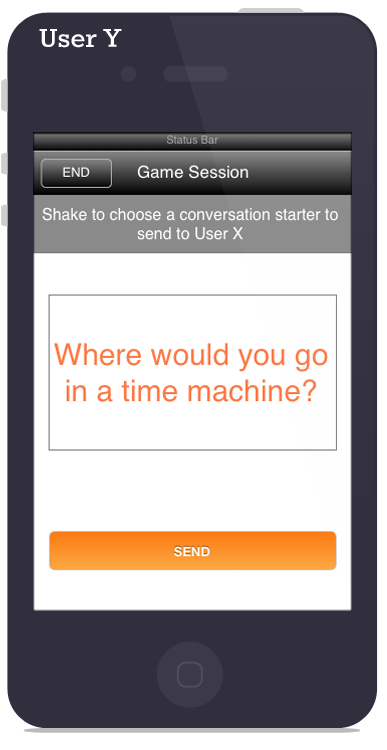 User Y
Status Bar
END
Game Session
Shake to choose a conversation starter to
send to User X
Where would you go
in a time machine?
SEND